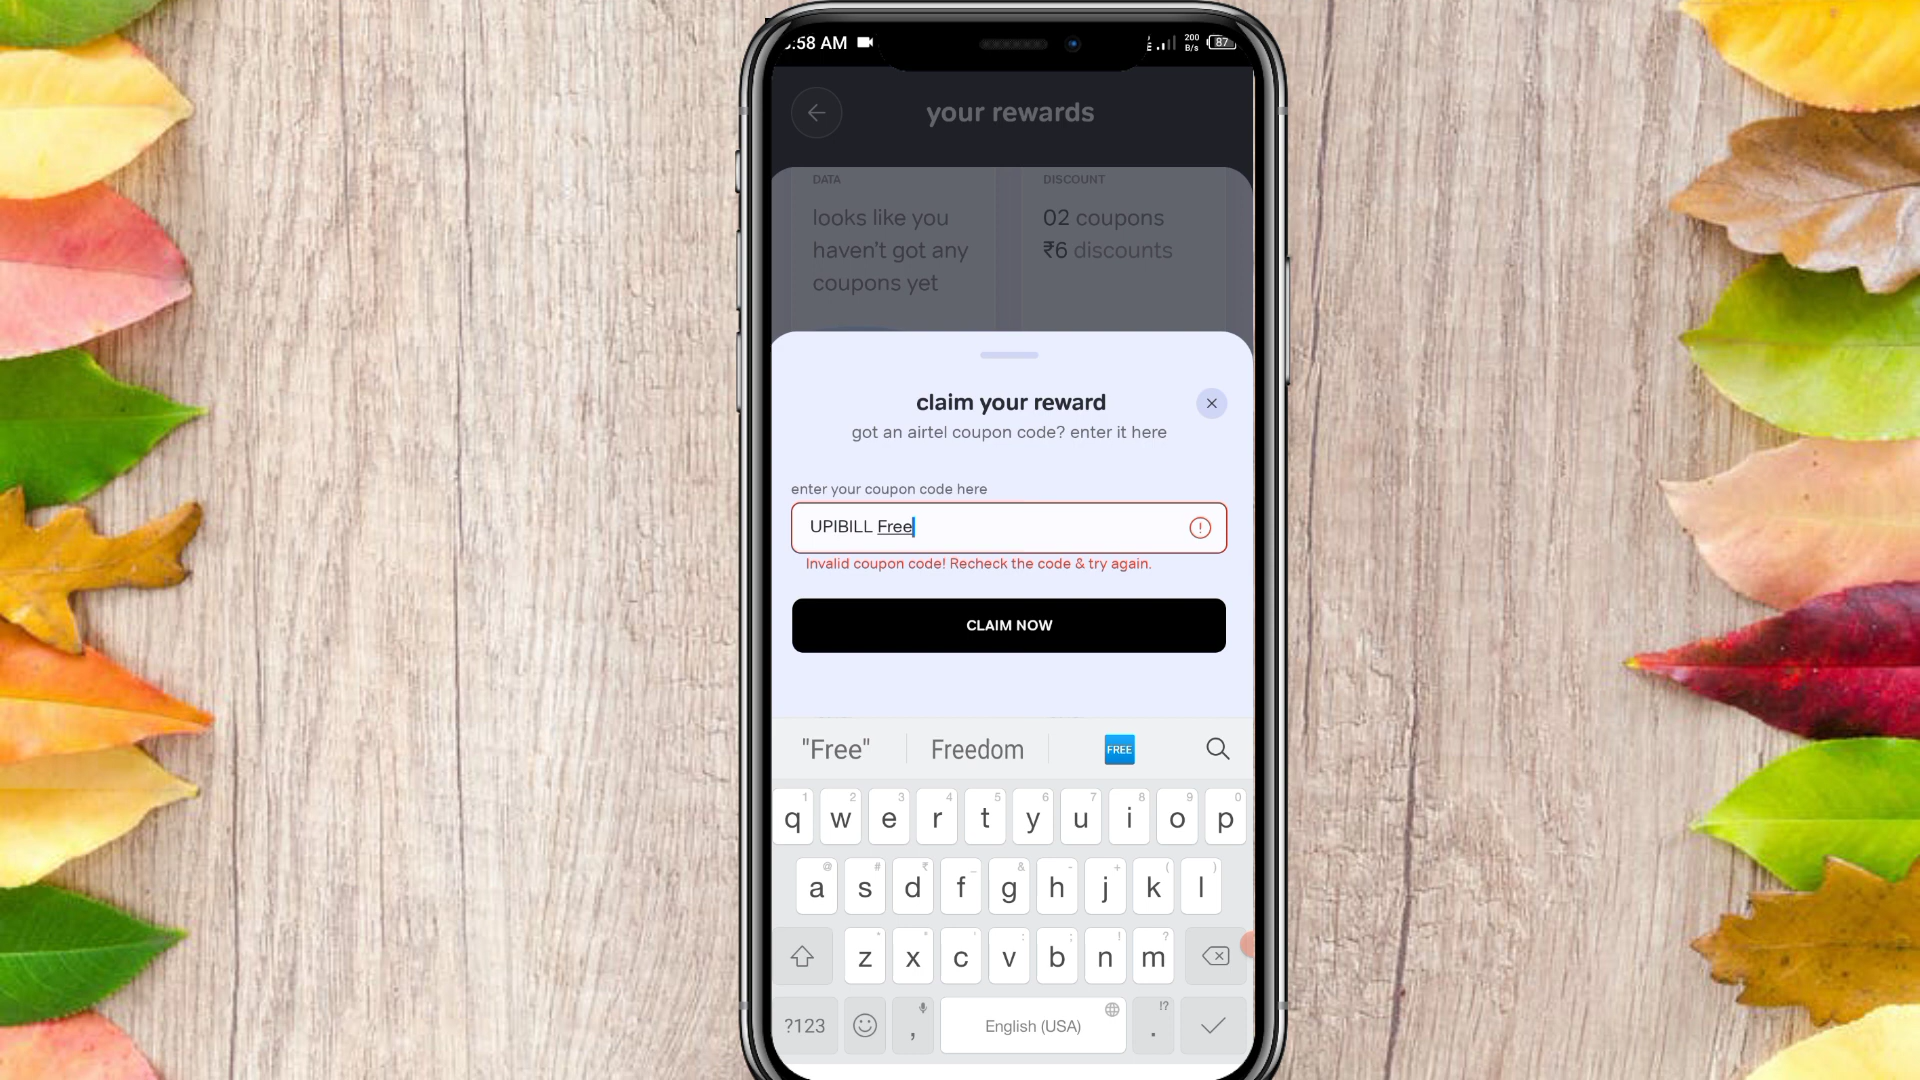 :58 AM
200
B/s
87
your rewards
DATA
DISCOUNT
looks like you
haven't got any
coupons yet
02 coupons
₹6 discounts
claim your reward
got an airtel coupon code? enter it here
enter your coupon code here
UPIBILL Free
Invalid coupon code! Recheck the code & try again.
CLAIM NOW
"Free" Freedom FREE
1 2 3 4 5 6 7 8 9 0
q w e r t y u i o p
@ # ₹ _ & - + ( )
a s d f g h j k l
* " ' : ; ! ?
z x c v b n m
!?
?123 , English (USA) .